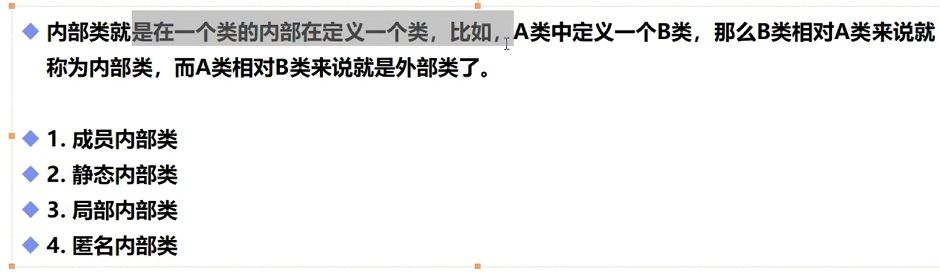 内部类就是在一个类的内部在定义一个类，比如，A类中定义一个B类，那么B类相对A类来说就
称为内部类，而A类相对B类来说就是外部类了。
1. 成员内部类
2. 静态内部类
3. 局部内部类
4. 匿名内部类